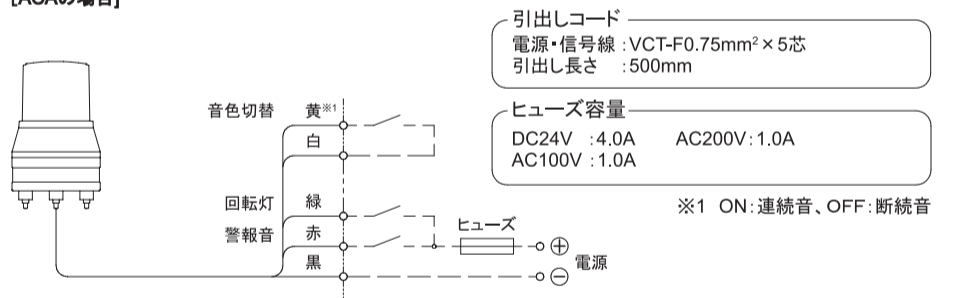 [ACAの場合]
引出しコード
電源・信号線 :VCT-F0.75mm²×5芯
引出し長さ :500mm
ヒューズ容量
DC24V :4.0A AC200V:1.0A
AC100V :1.0A
※1 ON:連続音、OFF:断続音
音色切替 黄※1
白
回転灯 緑
警報音 赤
黒
ヒューズ
⊕
電源
⊖